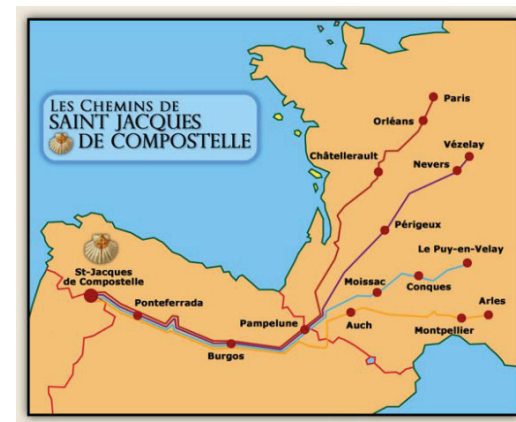 LES CHEMINS DE
SAINT JACQUES
DE COMPOSTELLE
Paris
Orléans
Vézelay
Châtellerault
Nevers
Périgeux
Le Puy-en-Velay
St-Jacques
de Compostelle
Moissac
Conques
Arles
Ponteferrada
Pampelune
Auch
Montpellier
Burgos